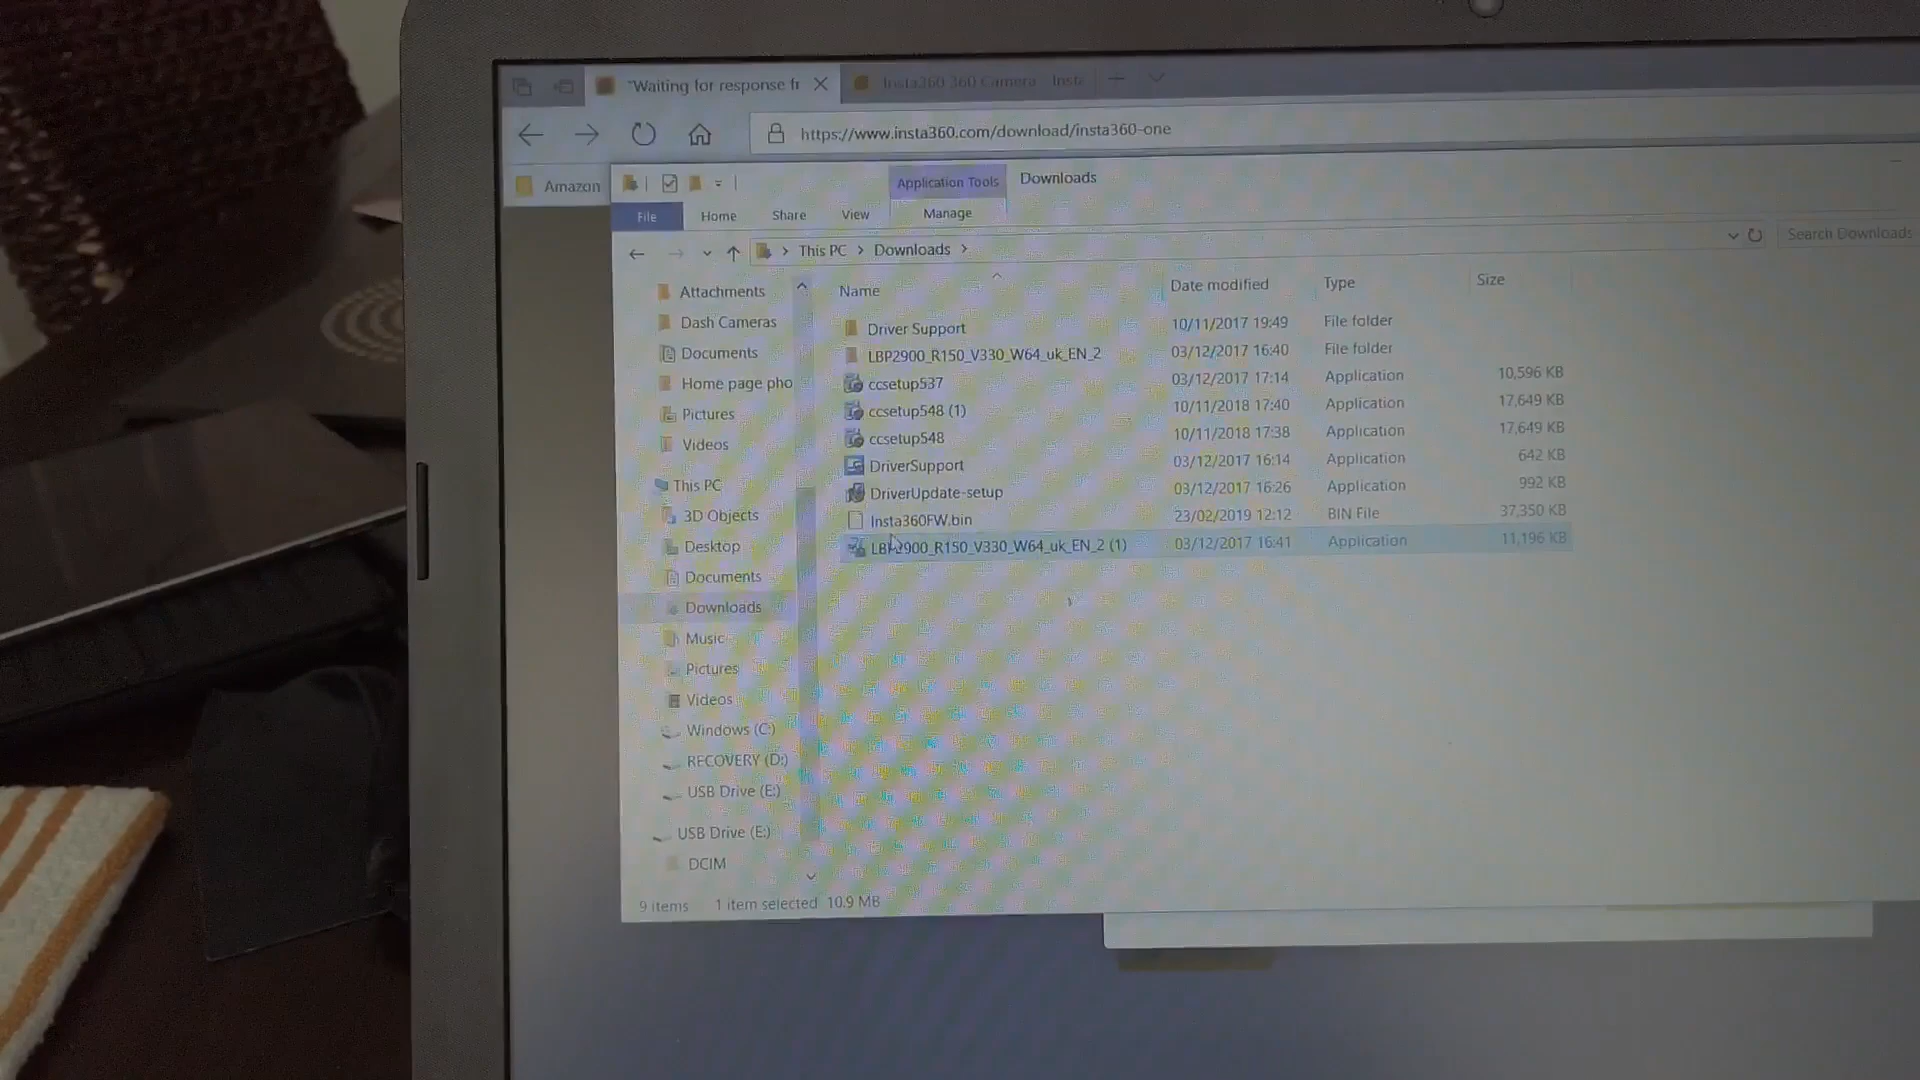 "Waiting for response fr
Insta360 360 Camera - Insta
https://www.insta360.com/download/insta360-one
Amazon
Application Tools
Downloads
File
Home
Share
View
Manage
This PC
Downloads
Search Downloads
Attachments
Dash Cameras
Documents
Home page pho
Pictures
Videos
This PC
3D Objects
Desktop
Documents
Downloads
Music
Pictures
Videos
Windows (C:)
RECOVERY (D:)
USB Drive (E:)
USB Drive (E:)
DCIM
Name Date modified Type Size
Driver Support 10/11/2017 19:49 File folder
LBP2900_R150_V330_W64_uk_EN_2 03/12/2017 16:40 File folder
ccsetup537 03/12/2017 17:14 Application 10,596 KB
ccsetup548 (1) 10/11/2018 17:40 Application 17,649 KB
ccsetup548 10/11/2018 17:38 Application 17,649 KB
DriverSupport 03/12/2017 16:14 Application 642 KB
DriverUpdate-setup 03/12/2017 16:26 Application 992 KB
Insta360FW.bin 23/02/2019 12:12 BIN File 37,350 KB
LBP2900_R150_V330_W64_uk_EN_2 (1) 03/12/2017 16:41 Application 11,196 KB
9 items 1 item selected 10.9 MB